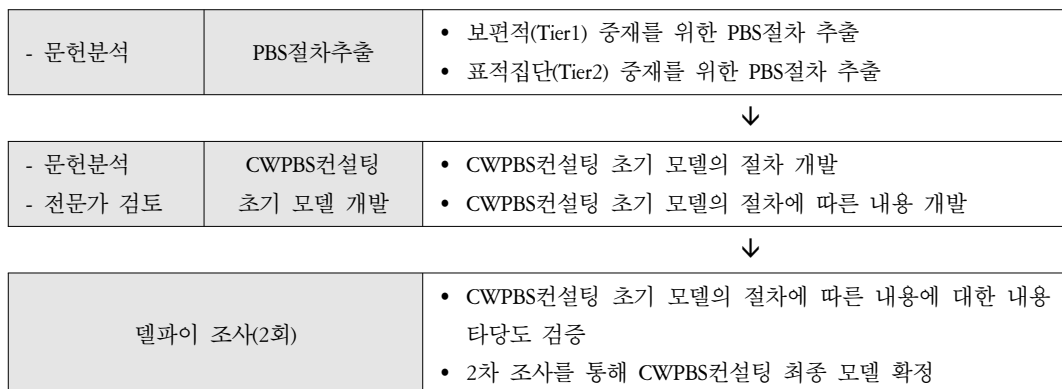 - 문헌분석
PBS절차추출
• 보편적(Tier1) 중재를 위한 PBS절차 추출
• 표적집단(Tier2) 중재를 위한 PBS절차 추출
↓
- 문헌분석
- 전문가 검토
CWPBS컨설팅
초기 모델 개발
• CWPBS컨설팅 초기 모델의 절차 개발
• CWPBS컨설팅 초기 모델의 절차에 따른 내용 개발
↓
델파이 조사(2회)
• CWPBS컨설팅 초기 모델의 절차에 따른 내용에 대한 내용
타당도 검증
• 2차 조사를 통해 CWPBS컨설팅 최종 모델 확정